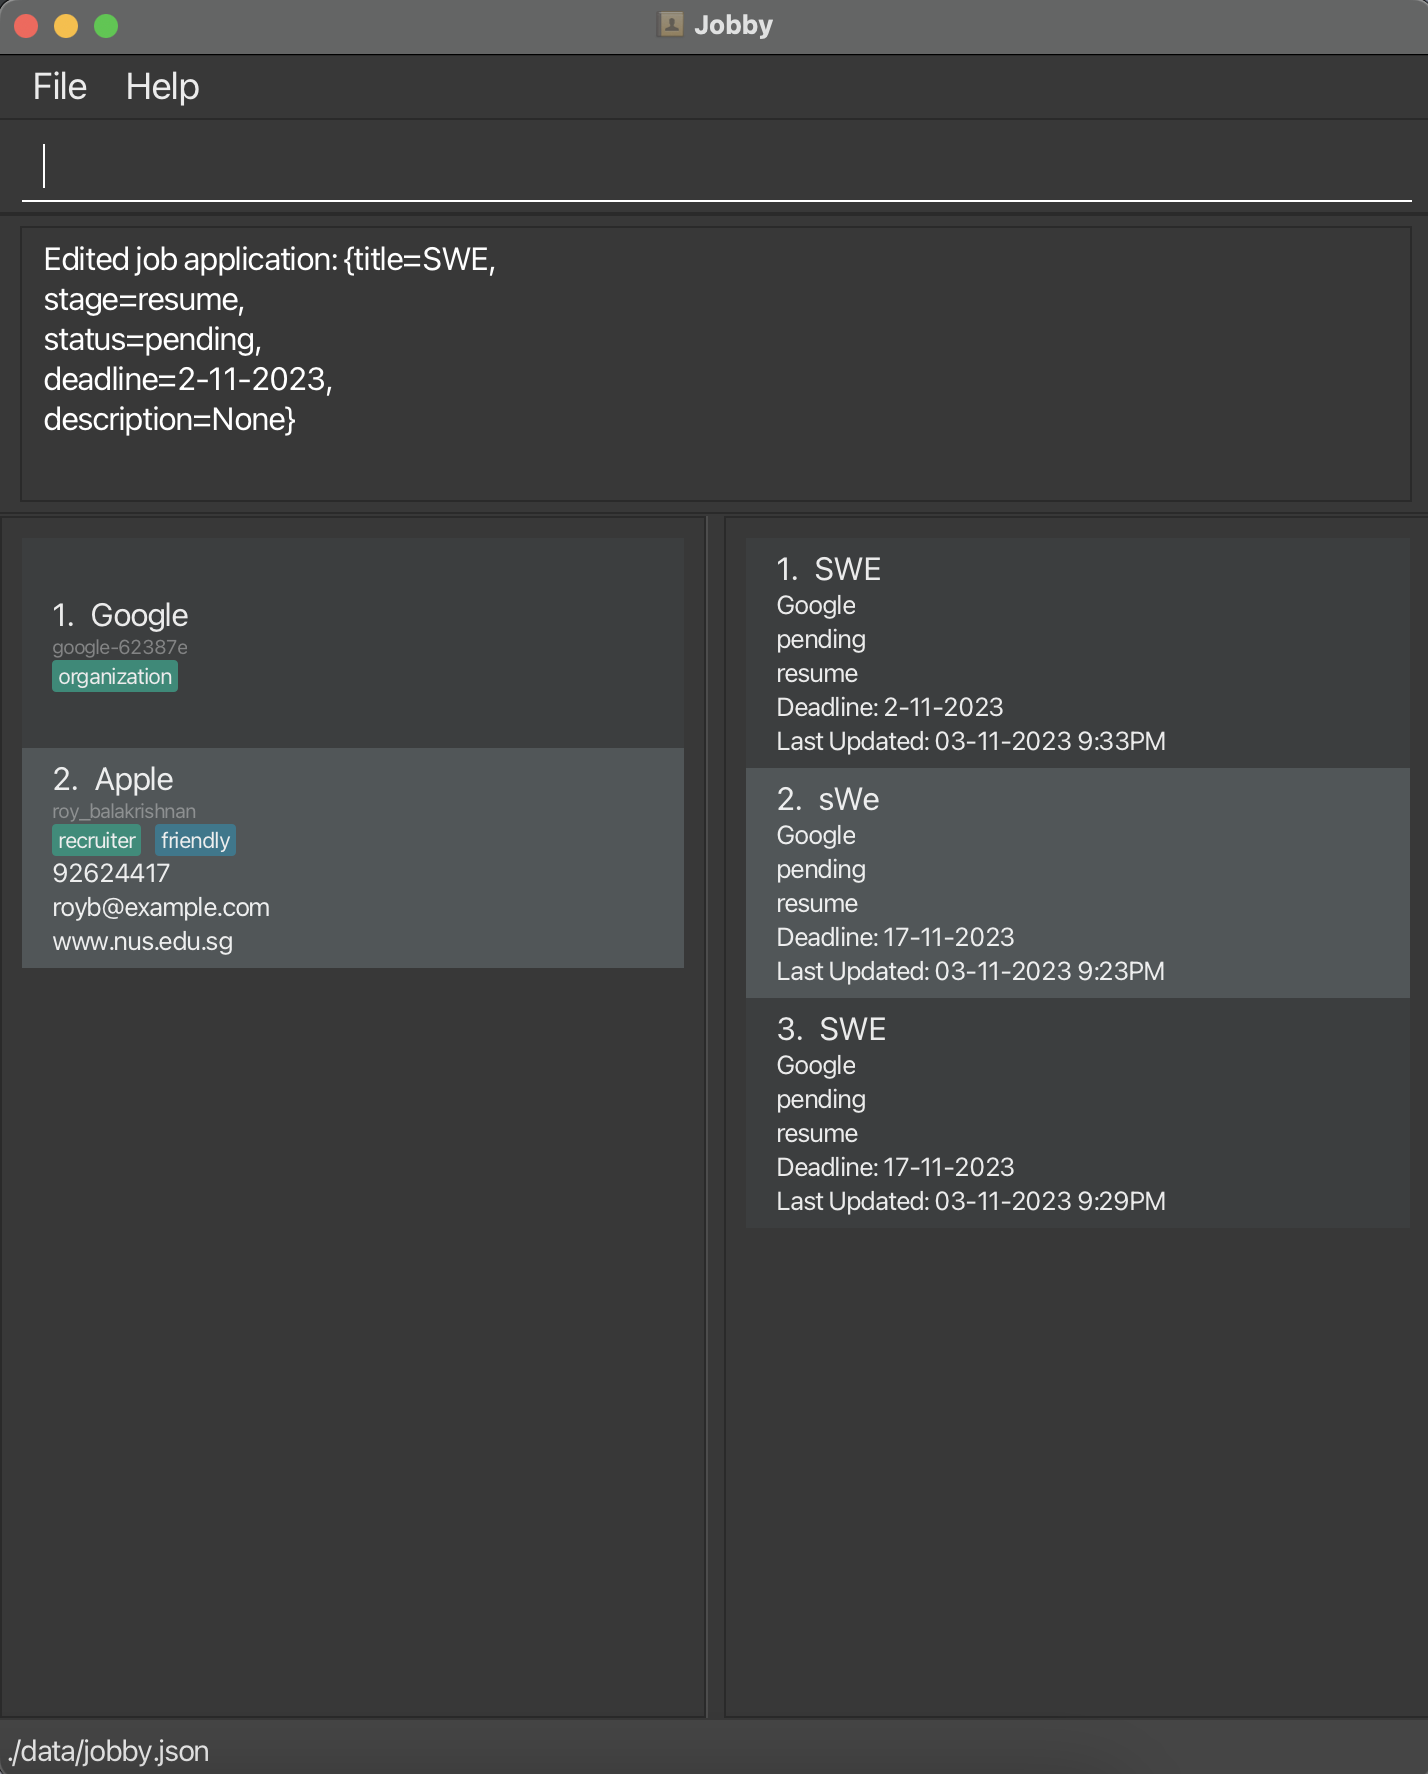 Jobby
File Help
Edited job application: {title=SWE,
stage=resume,
status=pending,
deadline=2-11-2023,
description=None}
1. Google
google-62387e
organization
2. Apple
roy_balakrishnan
recruiter friendly
92624417
royb@example.com
www.nus.edu.sg
1. SWE
Google
pending
resume
Deadline: 2-11-2023
Last Updated: 03-11-2023 9:33PM
2. sWe
Google
pending
resume
Deadline: 17-11-2023
Last Updated: 03-11-2023 9:23PM
3. SWE
Google
pending
resume
Deadline: 17-11-2023
Last Updated: 03-11-2023 9:29PM
./data/jobby.json